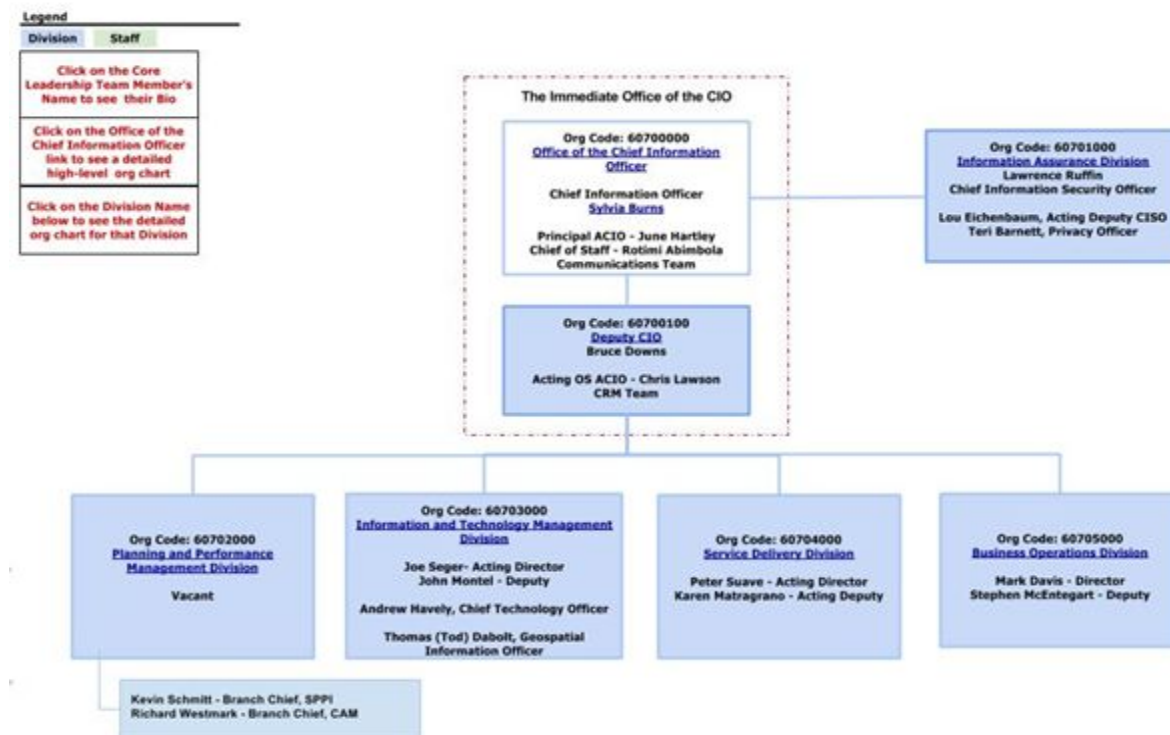 Legend
Division
Staff
Click on the Core
Leadership Team Member's
Name to see their Bio
Click on the Office of the
Chief Information Officer
link to see a detailed
high-level org chart
Click on the Division Name
below to see the detailed
org chart for that Division
The Immediate Office of the CIO
Org Code: 60700000
Office of the Chief Information
Officer
Chief Information Officer
Sylvia Burns
Principal ACIO - June Hartley
Chief of Staff - Rotimi Abimbola
Communications Team
Org Code: 60701000
Information Assurance Division
Lawrence Ruffin
Chief Information Security Officer
Lou Eichenbaum, Acting Deputy CISO
Teri Barnett, Privacy Officer
Org Code: 60700100
Deputy CIO
Bruce Downs
Acting OS ACIO - Chris Lawson
CRM Team
Org Code: 60702000
Planning and Performance
Management Division
Vacant
Org Code: 60703000
Information and Technology Management
Division
Joe Seger- Acting Director
John Montel - Deputy
Andrew Havely, Chief Technology Officer
Thomas (Tod) Dabolt, Geospatial
Information Officer
Org Code: 60704000
Service Delivery Division
Peter Suave - Acting Director
Karen Matragrano - Acting Deputy
Org Code: 60705000
Business Operations Division
Mark Davis - Director
Stephen McEntegart - Deputy
Kevin Schmitt - Branch Chief, SPPI
Richard Westmark - Branch Chief, CAM